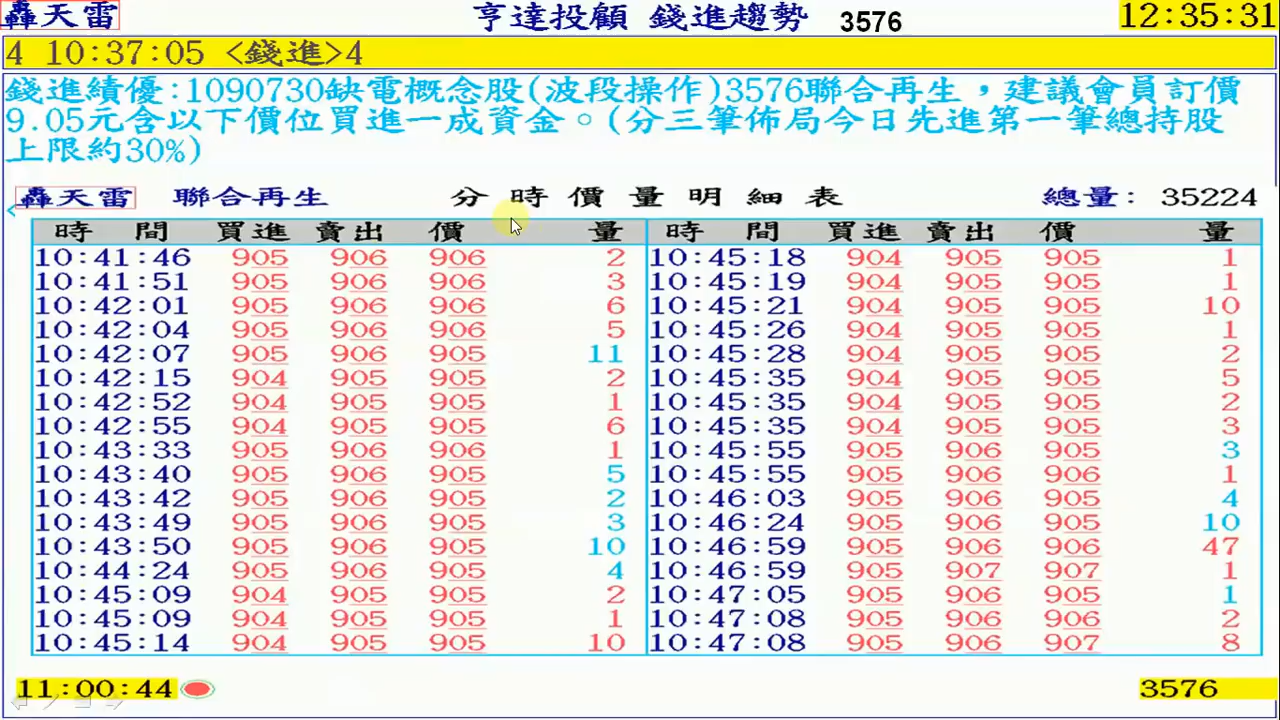 轟天雷 亨達投顧 錢進趨勢 3576 12:35:31
4 10:37:05 <錢進>4
錢進績優:1090730缺電概念股(波段操作)3576聯合再生，建議會員訂價
9.05元含以下價位買進一成資金。(分三筆佈局今日先進第一筆總持股
上限約30%)
轟天雷 聯合再生 分時價量明細表 總量: 35224
時間 買進 賣出 價 量 時間 買進 賣出 價 量
10:41:46 905 906 906 2 10:45:18 904 905 905 1
10:41:51 905 906 906 3 10:45:19 904 905 905 1
10:42:01 905 906 906 6 10:45:21 904 905 905 10
10:42:04 905 906 906 5 10:45:26 904 905 905 1
10:42:07 905 906 905 11 10:45:28 904 905 905 2
10:42:15 904 905 905 2 10:45:35 904 905 905 5
10:42:52 904 905 905 1 10:45:35 904 905 905 2
10:42:55 904 905 905 6 10:45:35 904 905 905 3
10:43:33 905 906 906 1 10:45:55 905 906 905 3
10:43:40 905 906 905 5 10:45:55 905 906 906 1
10:43:42 905 906 905 2 10:46:03 905 906 905 4
10:43:49 905 906 905 3 10:46:24 905 906 905 10
10:43:50 905 906 905 10 10:46:59 905 906 906 47
10:44:24 905 906 905 4 10:46:59 905 907 907 1
10:45:09 904 905 905 2 10:47:05 905 906 905 1
10:45:09 904 905 905 1 10:47:08 905 906 906 2
10:45:14 904 905 905 10 10:47:08 905 906 907 8
11:00:44 3576